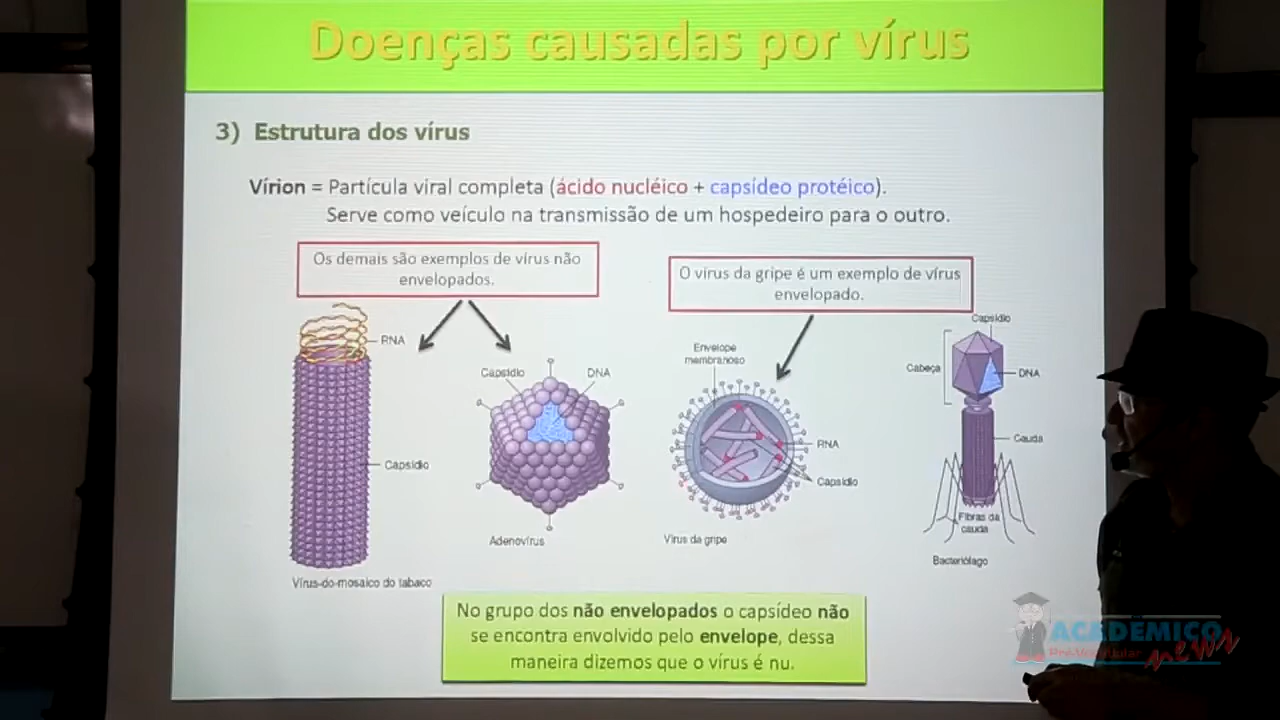 Doenças causadas por vírus
3) Estrutura dos vírus
Vírion = Partícula viral completa (ácido nucléico + capsídeo protéico).
Serve como veículo na transmissão de um hospedeiro para o outro.
Os demais são exemplos de vírus não
envelopados.
O vírus da gripe é um exemplo de vírus
envelopado.
RNA
Capsídio
Vírus-do-mosaico do tabaco
Capsídio
DNA
Adenovírus
Envelope
membranoso
RNA
Capsídio
Vírus da gripe
Capsídio
Cabeça
DNA
Cauda
Fibras da
cauda
Bacteriófago
No grupo dos não envelopados o capsídeo não
se encontra envolvido pelo envelope, dessa
maneira dizemos que o vírus é nu.
ACADEMICO
Pré-Vestibular
news